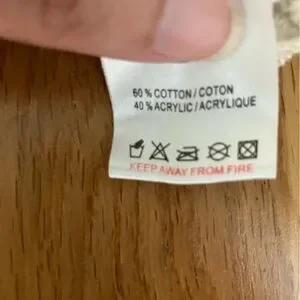 60 % COTTON / COTON
40 % ACRYLIC / ACRYLIQUE
KEEP AWAY FROM FIRE